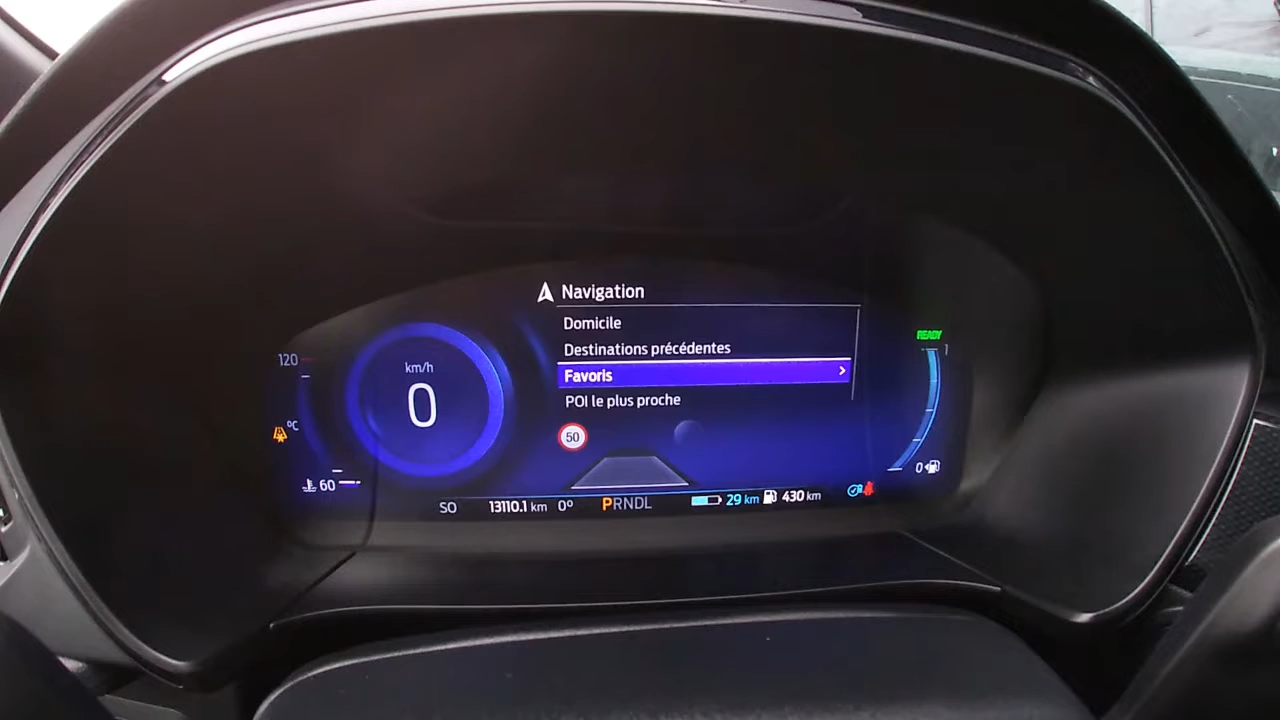 Navigation
Domicile
Destinations précédentes
Favoris
POI le plus proche
120
°C
60
km/h
0
50
READY
1
0
SO 13110.1 km 0° PRNDL 29 km 430 km